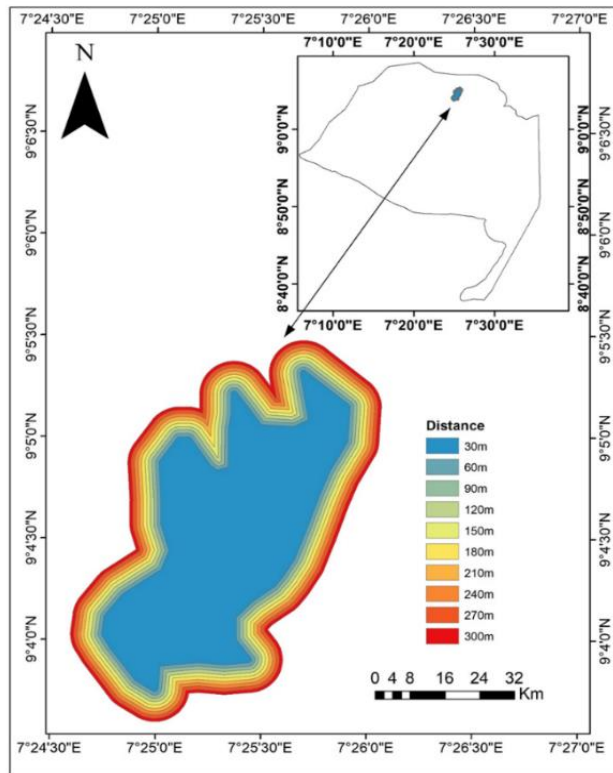 7°24'30"E 7°25'0"E 7°25'30"E 7°26'0"E 7°26'30"E 7°27'0"E
N
7°10'0"E 7°20'0"E 7°30'0"E
9°0'0"N
8°50'0"N
8°40'0"N
9°0'0"N
8°50'0"N
8°40'0"N
7°10'0"E 7°20'0"E 7°30'0"E
9°6'30"N
9°6'0"N
9°5'30"N
9°5'0"N
9°4'30"N
9°4'0"N
9°6'30"N
9°6'0"N
9°5'30"N
9°5'0"N
9°4'30"N
9°4'0"N
Distance
30m
60m
90m
120m
150m
180m
210m
240m
270m
300m
0 4 8 16 24 32
Km
7°24'30"E 7°25'0"E 7°25'30"E 7°26'0"E 7°26'30"E 7°27'0"E